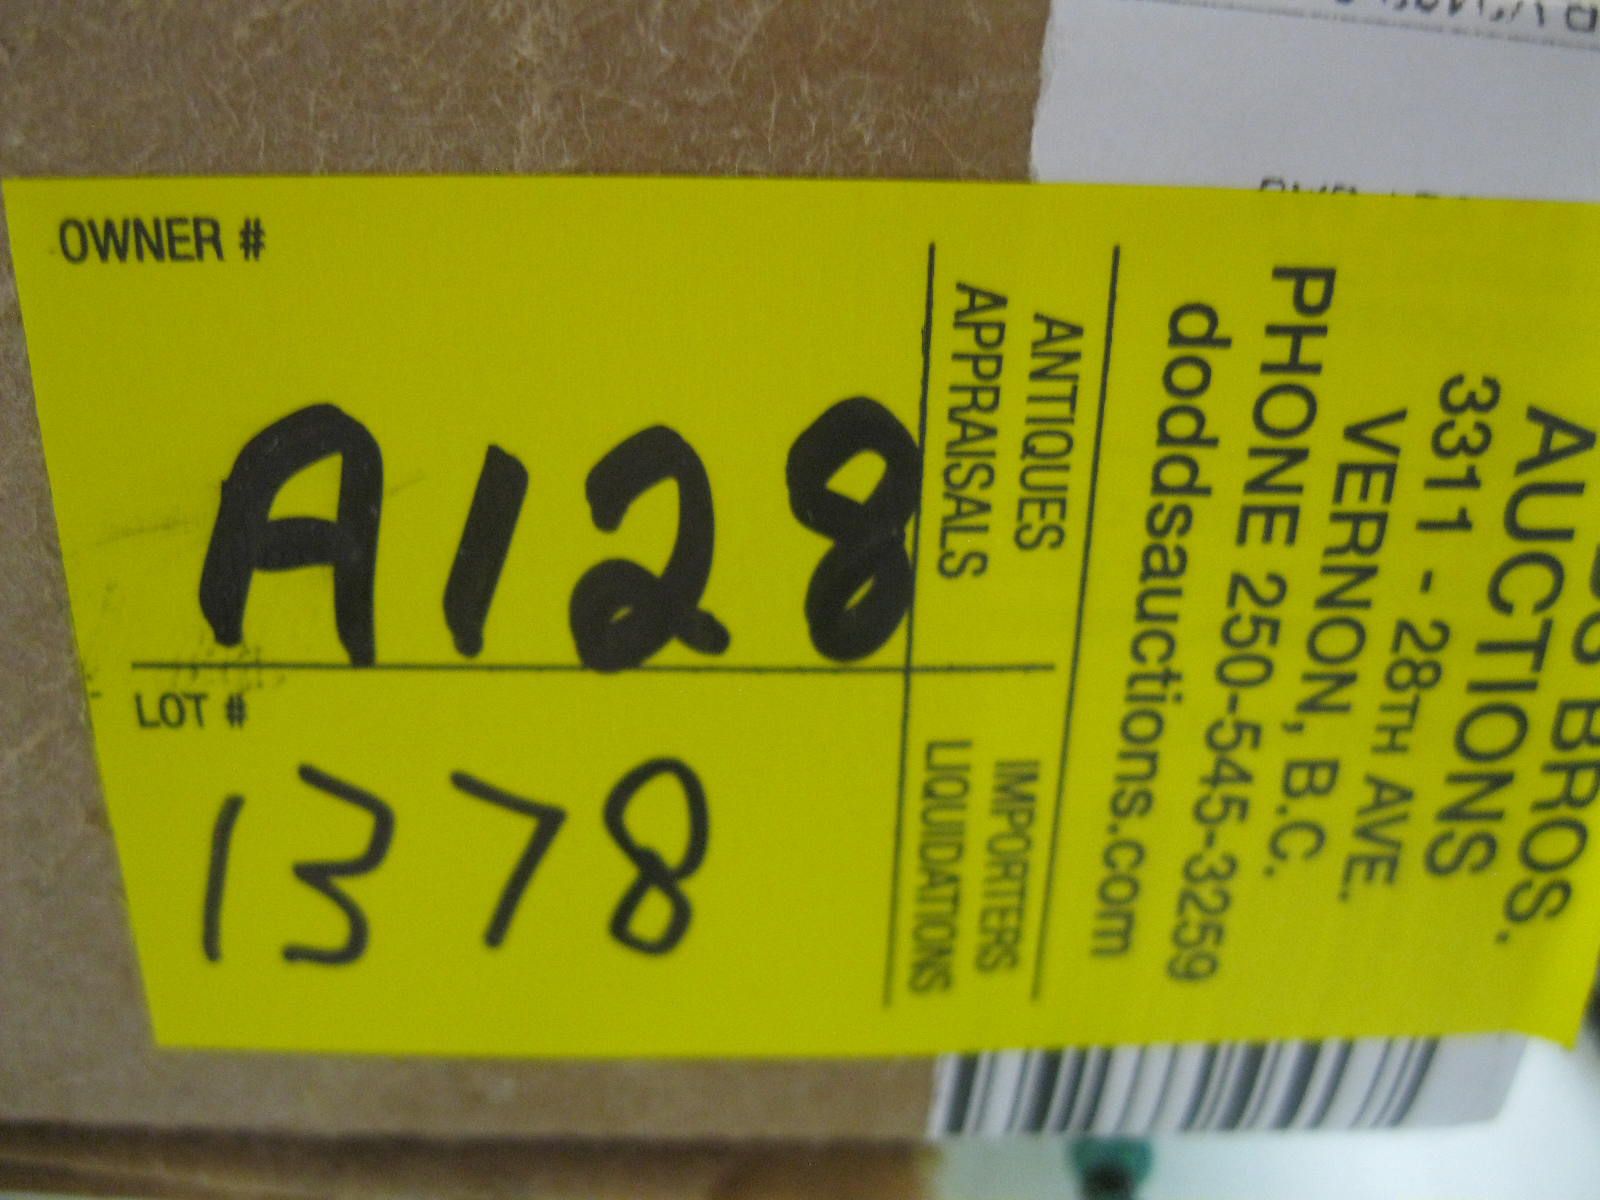 OWNER #
A128
LOT #
1378
BROS.
AUCTIONS
3311 - 28TH AVE.
VERNON, B.C.
PHONE 250-545-3259
doddsauctions.com
ANTIQUES
APPRAISALS
IMPORTERS
LIQUIDATIONS